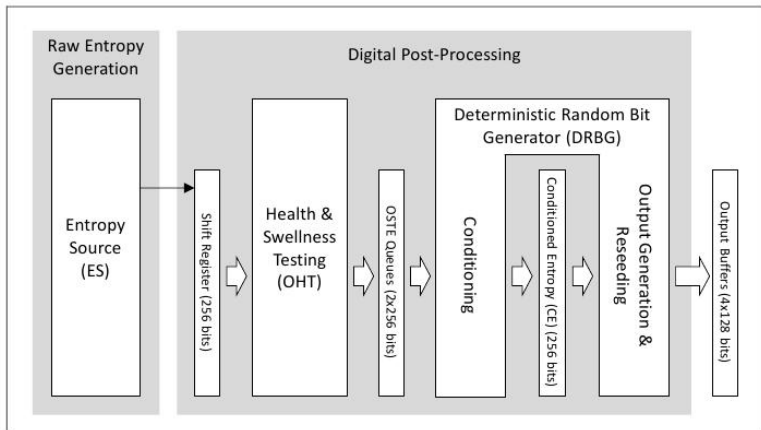 Raw Entropy
Generation
Digital Post-Processing
Entropy
Source
(ES)
Shift Register (256 bits)
Health &
Swellness
Testing
(OHT)
OSTE Queues (2x256 bits)
Deterministic Random Bit
Generator (DRBG)
Conditioning
Conditioned Entropy (CE) (256 bits)
Output Generation &
Reseeding
Output Buffers (4x128 bits)